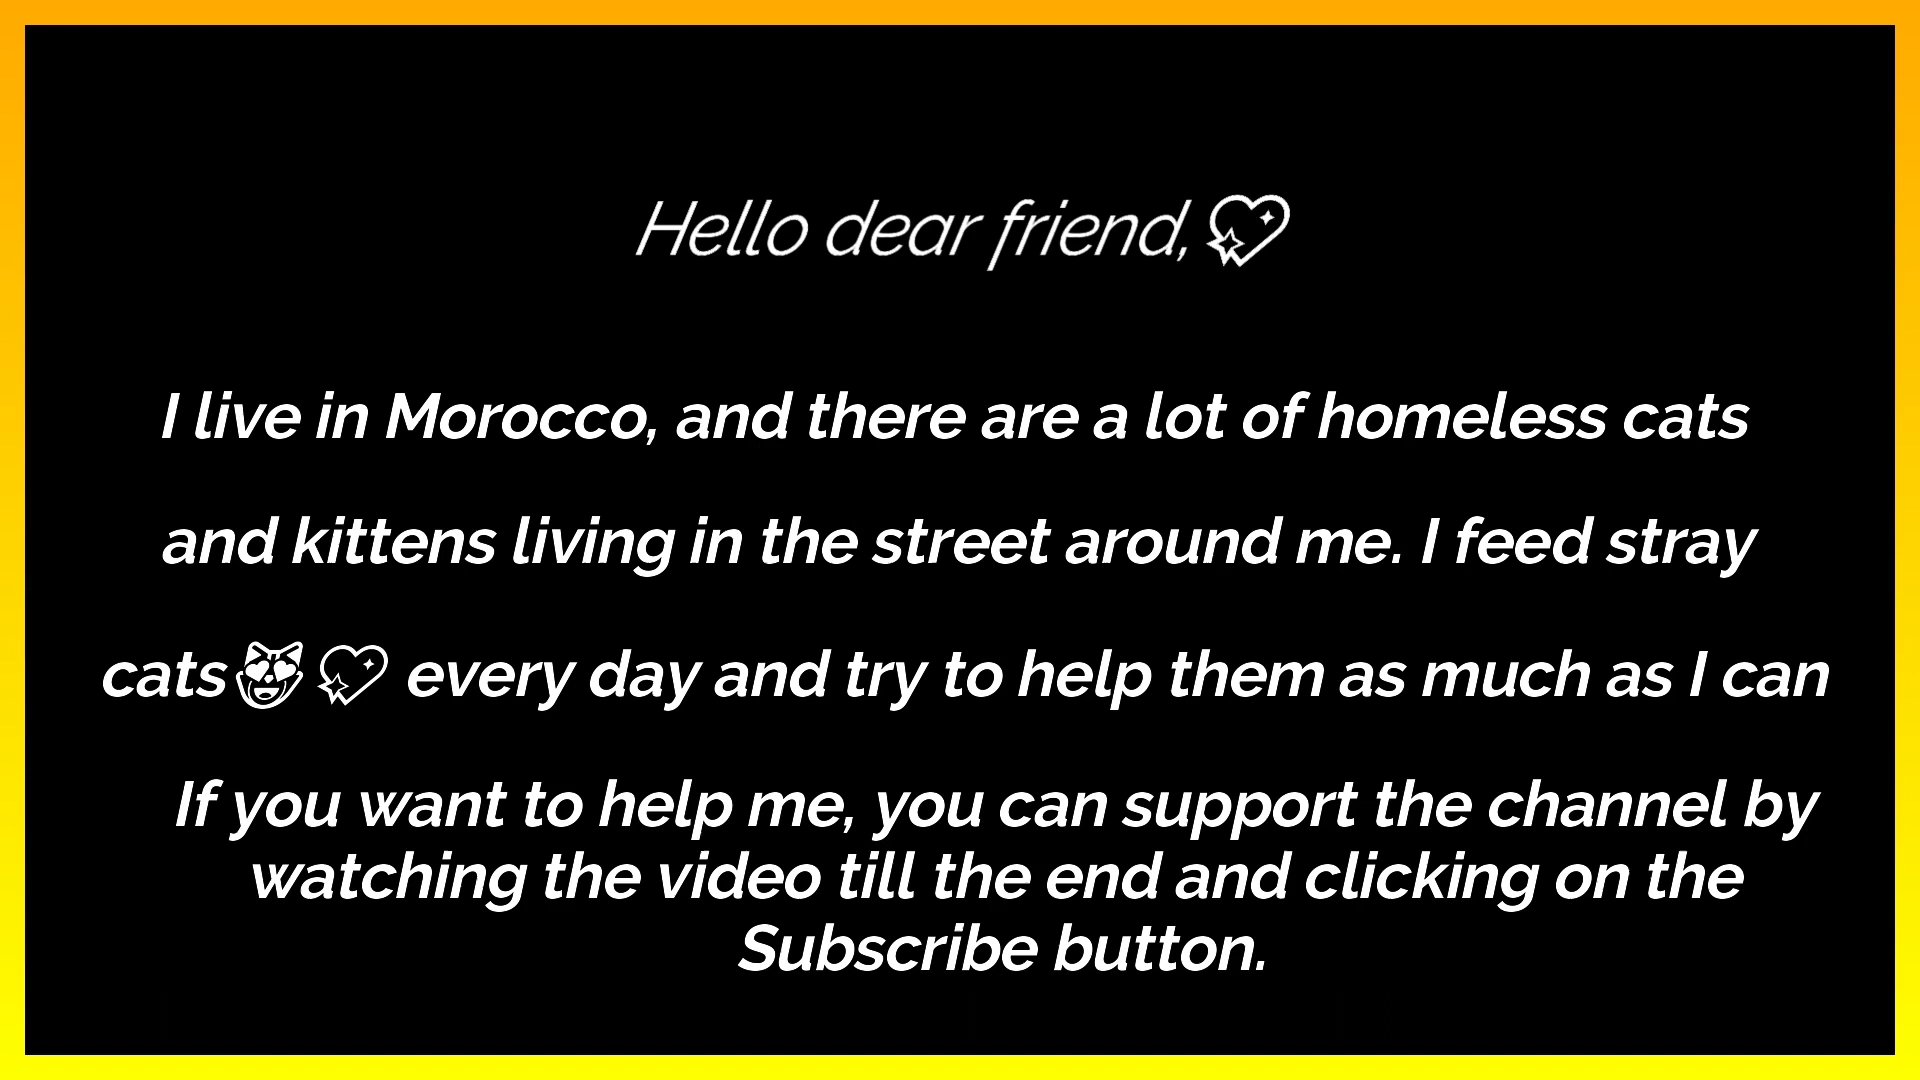 Hello dear friend,💖
I live in Morocco, and there are a lot of homeless cats
and kittens living in the street around me. I feed stray
cats😻💖 every day and try to help them as much as I can
If you want to help me, you can support the channel by
watching the video till the end and clicking on the
Subscribe button.